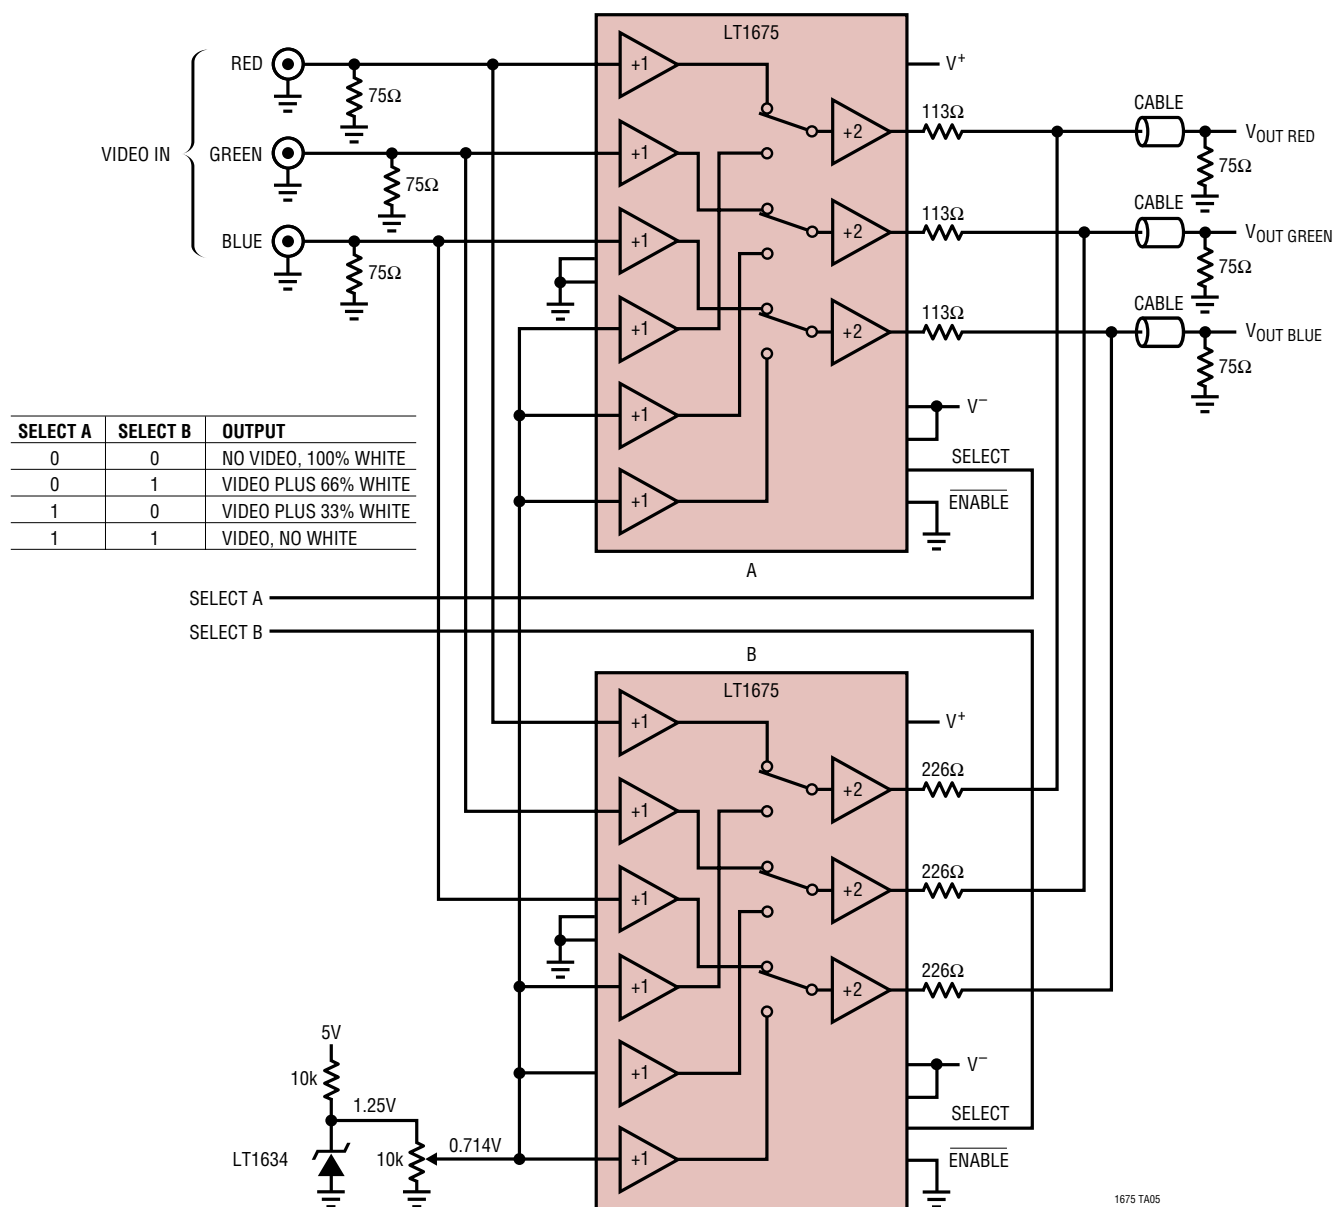 LT1675
RED
+1
V+
75Ω
113Ω
CABLE
+2
VOUT RED
VIDEO IN
GREEN
+1
75Ω
75Ω
CABLE
113Ω
+2
VOUT GREEN
BLUE
+1
75Ω
75Ω
CABLE
113Ω
+1
+2
VOUT BLUE
75Ω
+1
V−
SELECT
+1
ENABLE
SELECT A SELECT B OUTPUT
0 0 NO VIDEO, 100% WHITE
0 1 VIDEO PLUS 66% WHITE
1 0 VIDEO PLUS 33% WHITE
1 1 VIDEO, NO WHITE
A
SELECT A
SELECT B
B
LT1675
+1
V+
226Ω
+2
+1
226Ω
+2
+1
226Ω
+1
+2
5V
10k
1.25V
+1
V−
SELECT
LT1634
10k
0.714V
+1
ENABLE
1675 TA05